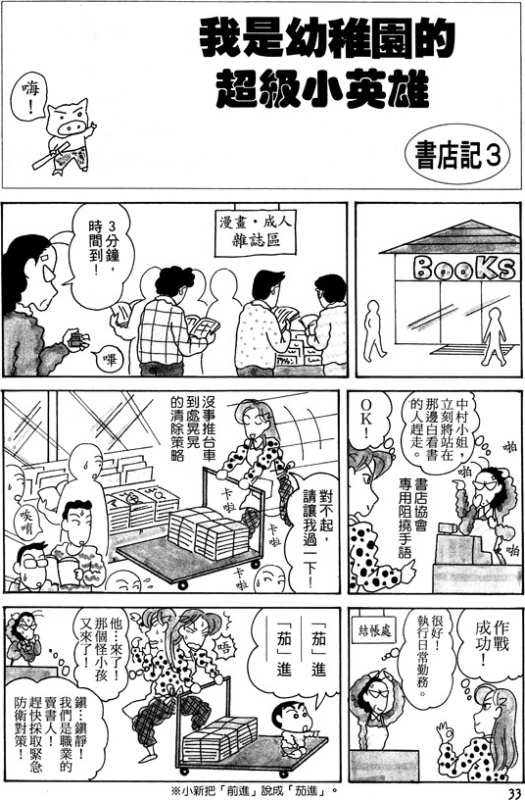 我是幼稚園的
超級小英雄
嗨！
書店記3
BOOKS
漫畫·成人
雜誌區
3分鐘，
時間到！
嗶
中村小姐，
立刻將站在
那邊白看書
的人趕走。
OK！
書店協會
專用阻撓手語
啪
啪
沒事推台車
到處晃晃
的清除策略
對不起，
請讓我過一下！
卡啦
卡啦
卡啦
唉唷
作戰
成功！
很好！
執行日常勤務。
結帳處
「茄」進
「茄」進
唔
他…來了！
那個怪小孩
又來了！
鎮…鎮靜！
我們是職業的
賣書人！
趕快採取緊急
防衛對策！
※小新把「前進」說成「茄進」。
33